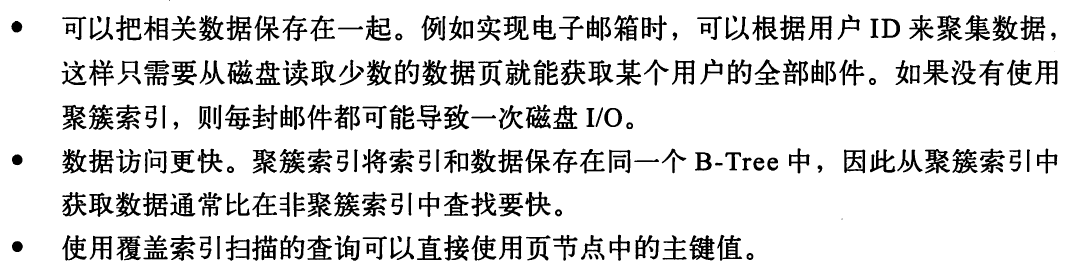 ● 可以把相关数据保存在一起。例如实现电子邮箱时，可以根据用户 ID 来聚集数据，
这样只需要从磁盘读取少数的数据页就能获取某个用户的全部邮件。如果没有使用
聚簇索引，则每封邮件都可能导致一次磁盘 I/O。
● 数据访问更快。聚簇索引将索引和数据保存在同一个 B-Tree 中，因此从聚簇索引中
获取数据通常比在非聚簇索引中查找要快。
● 使用覆盖索引扫描的查询可以直接使用页节点中的主键值。